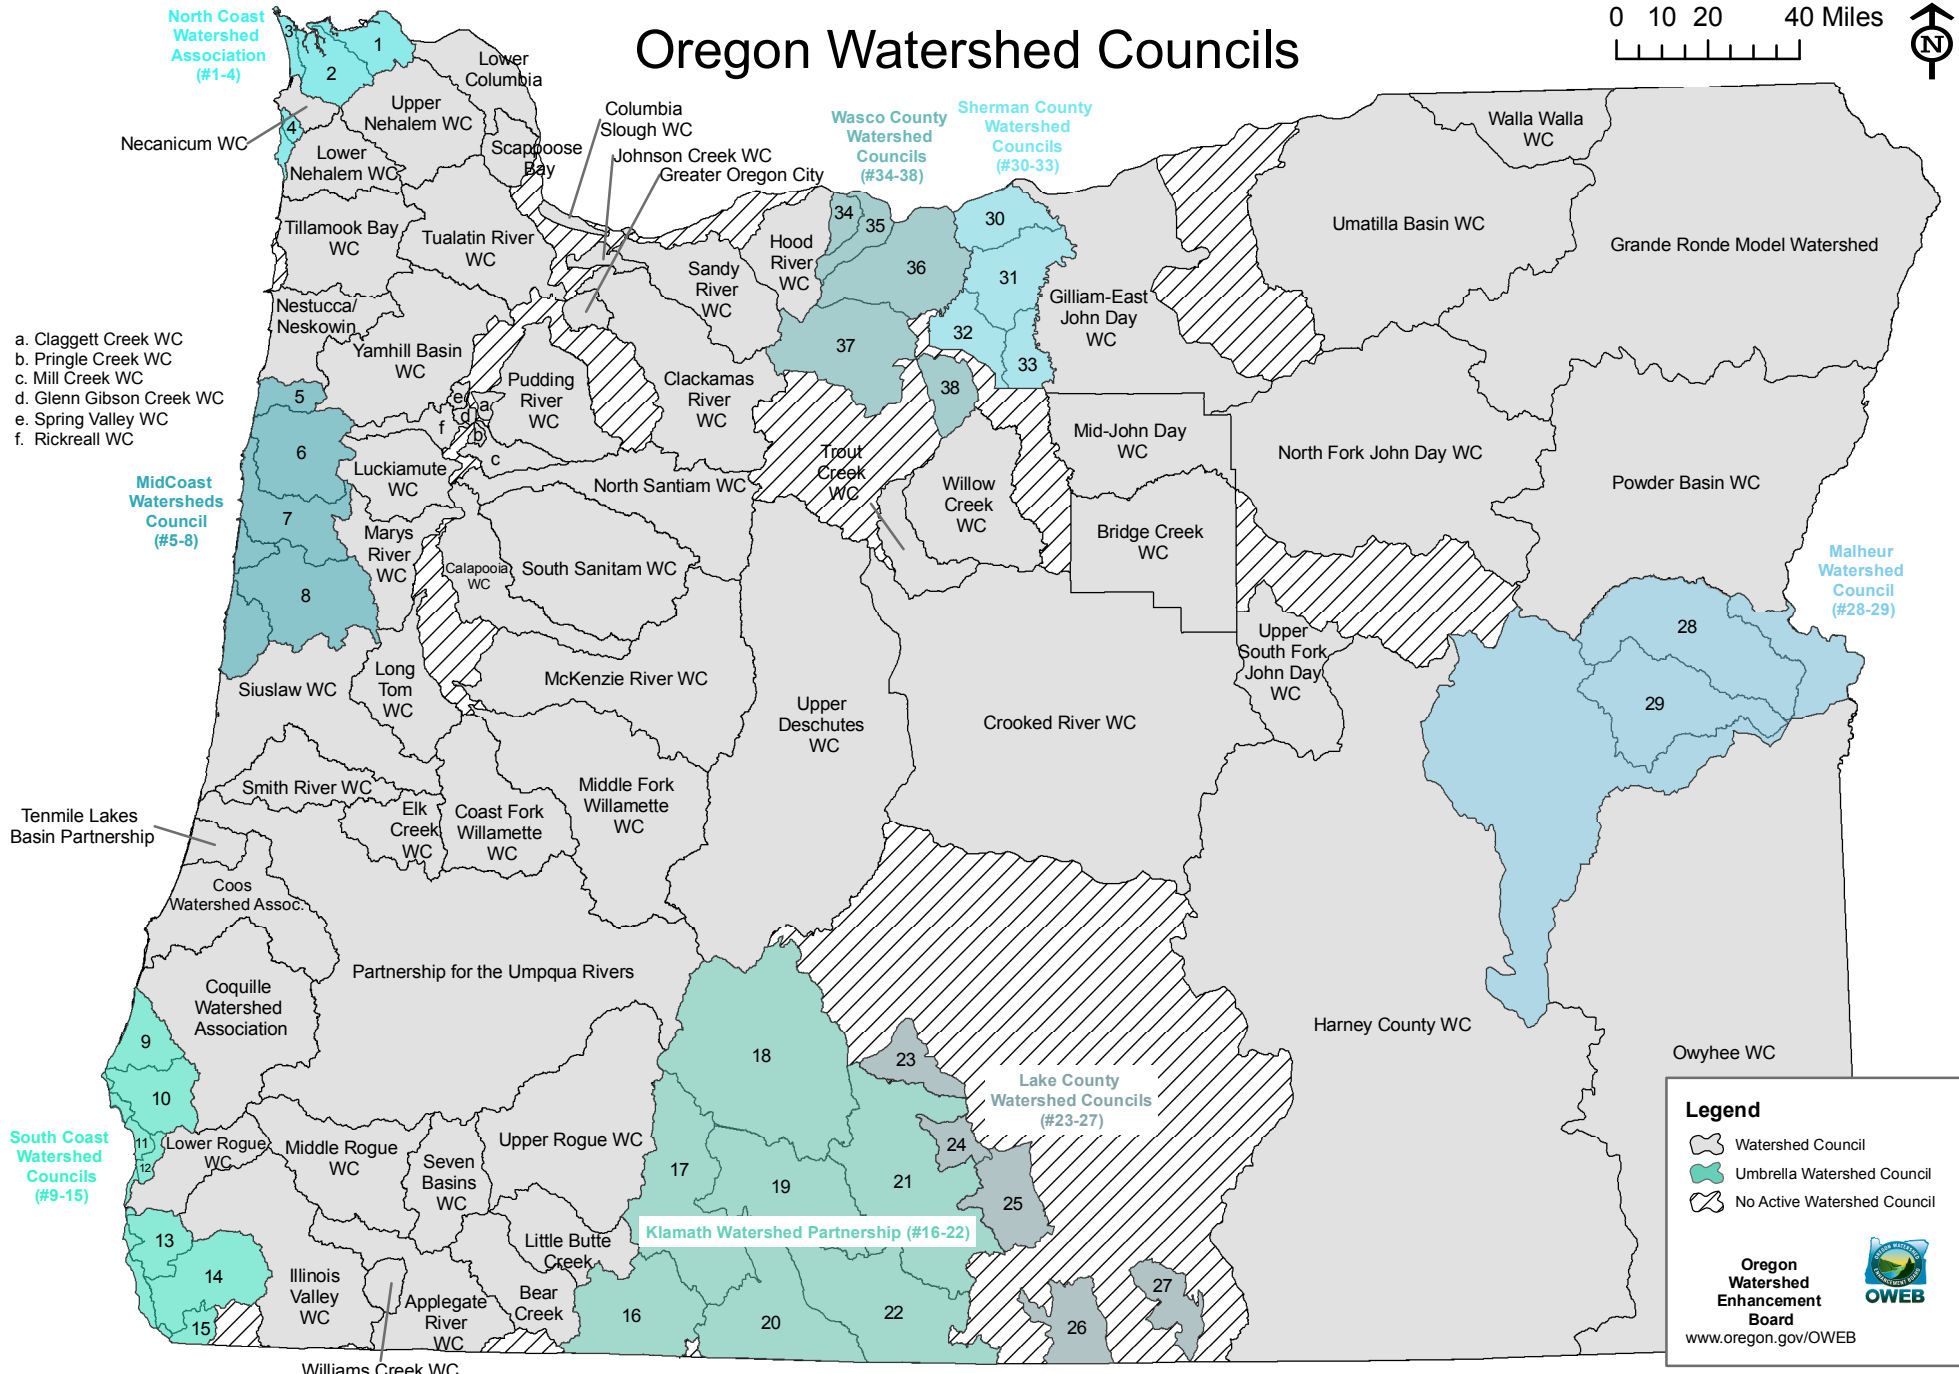 Oregon Watershed Councils
0 10 20 40 Miles
N
North Coast
Watershed
Association
(#1-4)
3
1
2
4
Necanicum WC
Lower
Columbia
Upper
Nehalem WC
Scappoose
Bay
Lower
Nehalem WC
Columbia
Slough WC
Johnson Creek WC
Greater Oregon City
Wasco County
Watershed
Councils
(#34-38)
Sherman County
Watershed
Councils
(#30-33)
Walla Walla
WC
Tillamook Bay
WC
Tualatin River
WC
Sandy
River
WC
Hood
River
WC
34
35
36
37
38
30
31
32
33
Gilliam-East
John Day
WC
Umatilla Basin WC
Grande Ronde Model Watershed
Nestucca/
Neskowin
Yamhill Basin
WC
a. Claggett Creek WC
b. Pringle Creek WC
c. Mill Creek WC
d. Glenn Gibson Creek WC
e. Spring Valley WC
f. Rickreall WC
e
a
d
f
b
c
Pudding
River
WC
Clackamas
River
WC
5
6
7
8
MidCoast
Watersheds
Council
(#5-8)
Luckiamute
WC
North Santiam WC
Trout
Creek
WC
Willow
Creek
WC
Mid-John Day
WC
North Fork John Day WC
Powder Basin WC
Marys
River
WC
Calapooia
WC
South Sanitam WC
Bridge Creek
WC
Malheur
Watershed
Council
(#28-29)
28
29
Upper
South Fork
John Day
WC
Siuslaw WC
Long
Tom
WC
McKenzie River WC
Upper
Deschutes
WC
Crooked River WC
Smith River WC
Elk
Creek
WC
Coast Fork
Willamette
WC
Middle Fork
Willamette
WC
Tenmile Lakes
Basin Partnership
Coos
Watershed Assoc.
Coquille
Watershed
Association
Partnership for the Umpqua Rivers
Harney County WC
Owyhee WC
9
10
11
12
13
14
15
South Coast
Watershed
Councils
(#9-15)
Lower Rogue
WC
Middle Rogue
WC
Seven
Basins
WC
Upper Rogue WC
Little Butte
Creek
Bear
Creek
Illinois
Valley
WC
Applegate
River
WC
Williams Creek WC
18
17
19
21
Klamath Watershed Partnership (#16-22)
16
20
22
23
24
25
26
27
Lake County
Watershed Councils
(#23-27)
Legend
Watershed Council
Umbrella Watershed Council
No Active Watershed Council
Oregon
Watershed
Enhancement
Board
www.oregon.gov/OWEB
OREGON WATERSHED
ENHANCEMENT BOARD
OWEB